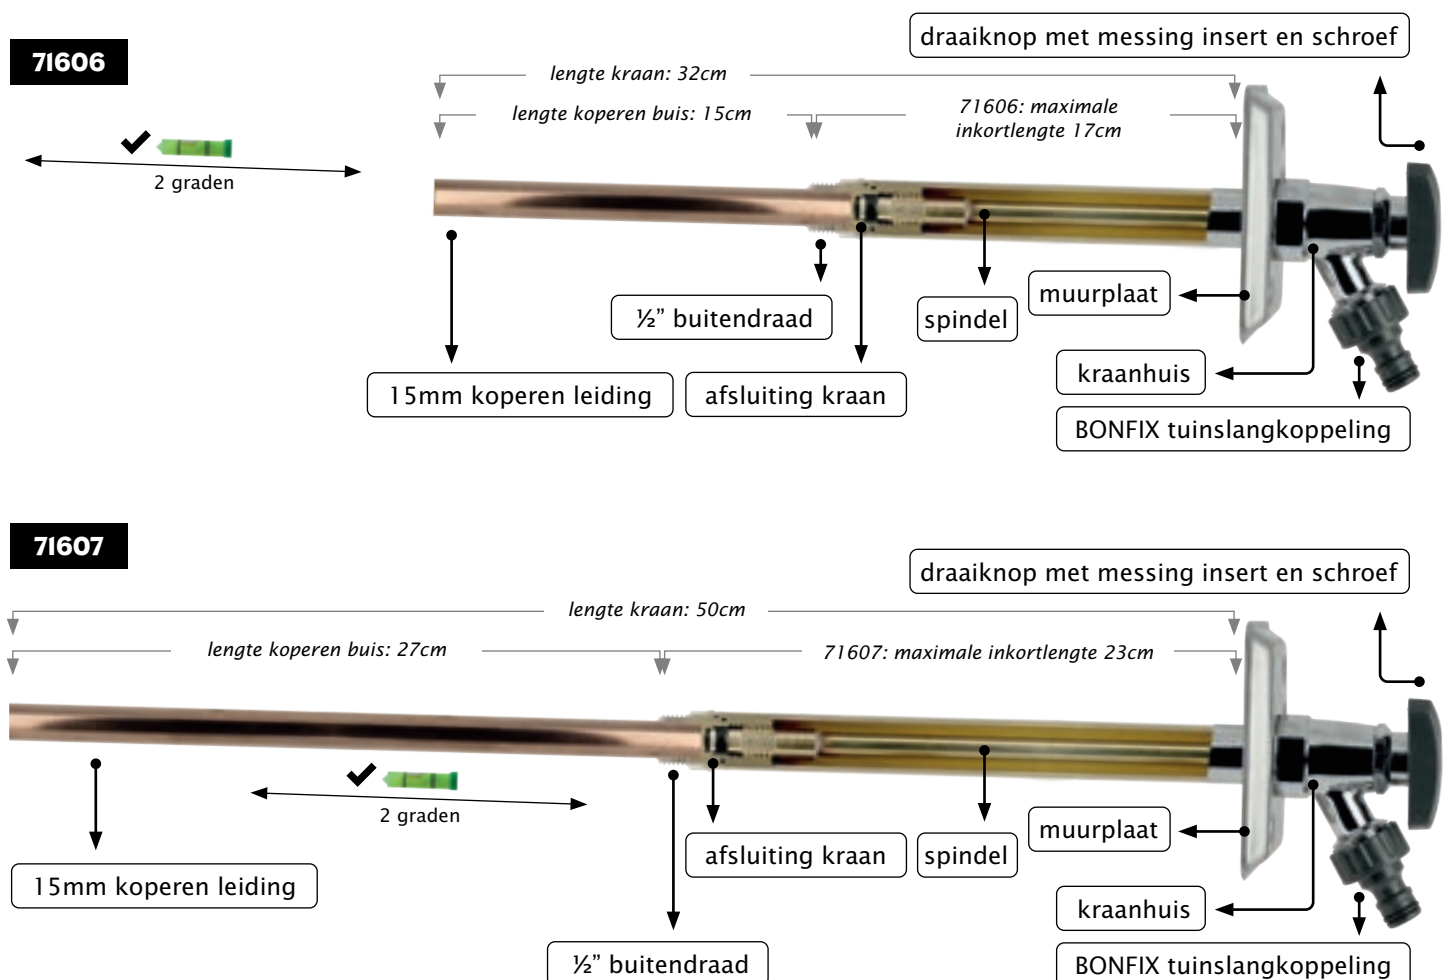 71606
draaiknop met messing insert en schroef
lengte kraan: 32cm
lengte koperen buis: 15cm
71606: maximale
inkortlengte 17cm
2 graden
muurplaat
½” buitendraad
spindel
kraanhuis
15mm koperen leiding
afsluiting kraan
BONFIX tuinslangkoppeling
71607
draaiknop met messing insert en schroef
lengte kraan: 50cm
lengte koperen buis: 27cm
71607: maximale inkortlengte 23cm
2 graden
muurplaat
afsluiting kraan
spindel
15mm koperen leiding
kraanhuis
½” buitendraad
BONFIX tuinslangkoppeling